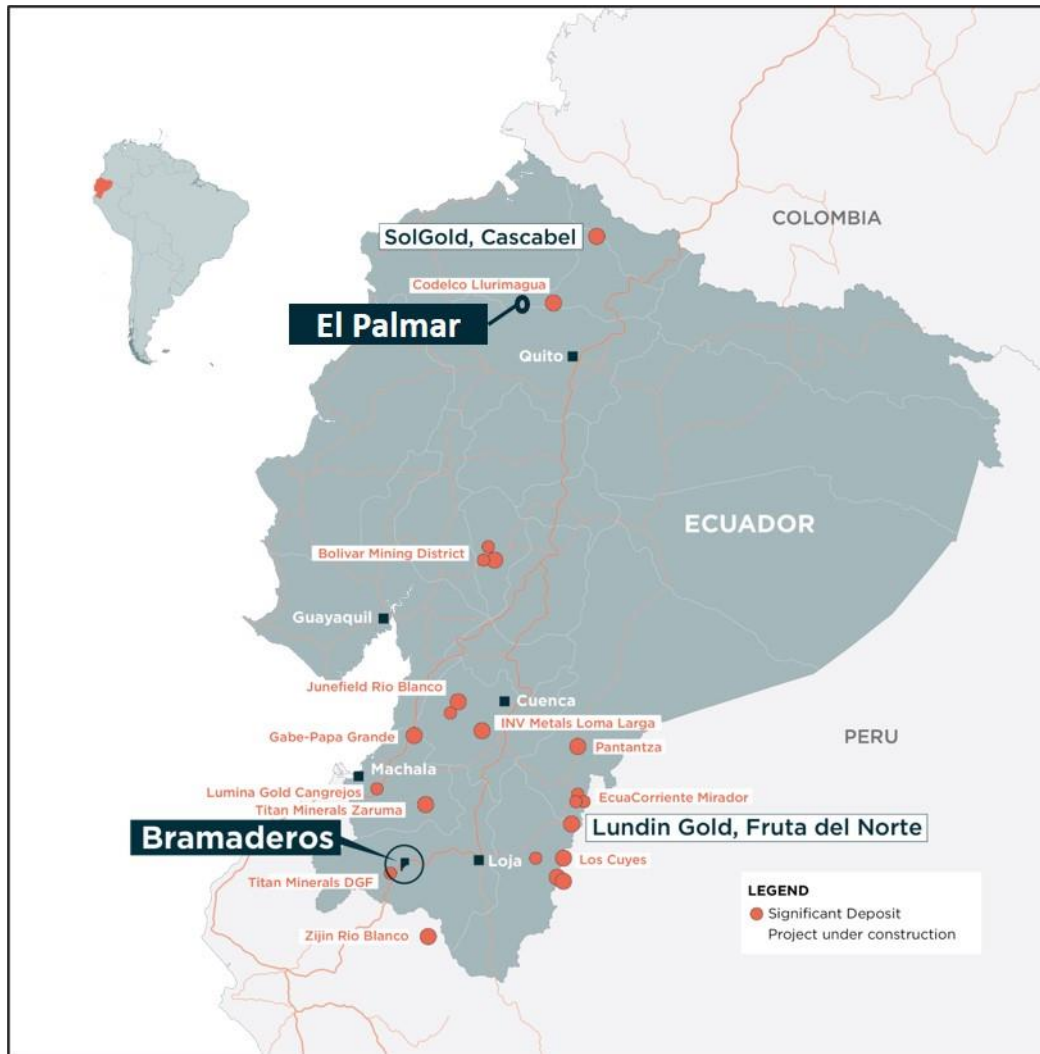 COLOMBIA
SolGold, Cascabel
Codelco Llurimagua
El Palmar
Quito
ECUADOR
Bolivar Mining District
Guayaquil
Junefield Rio Blanco
Cuenca
INV Metals Loma Larga
Gabe-Papa Grande
PERU
Pantantza
Machala
Lumina Gold Cangrejos
EcuaCorriente Mirador
Titan Minerals Zaruma
Lundin Gold, Fruta del Norte
Bramaderos
Loja
Los Cuyes
Titan Minerals DGF
LEGEND
Significant Deposit
Project under construction
Zijin Rio Blanco